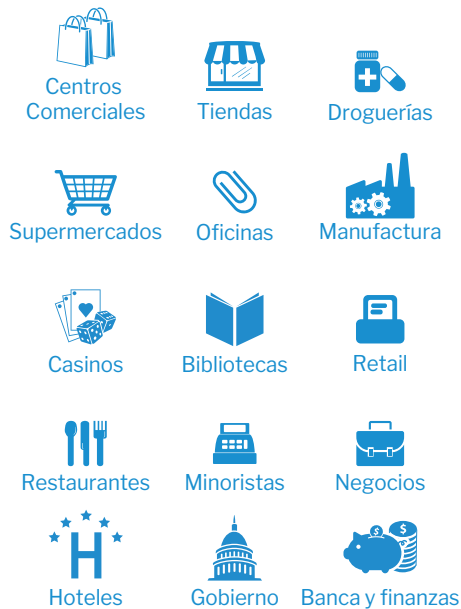 Centros
Comerciales
Tiendas
Droguerías
Supermercados
Oficinas
Manufactura
Casinos
Bibliotecas
Retail
Restaurantes
Minoristas
Negocios
H
Hoteles
$
$
Gobierno
Banca y finanzas